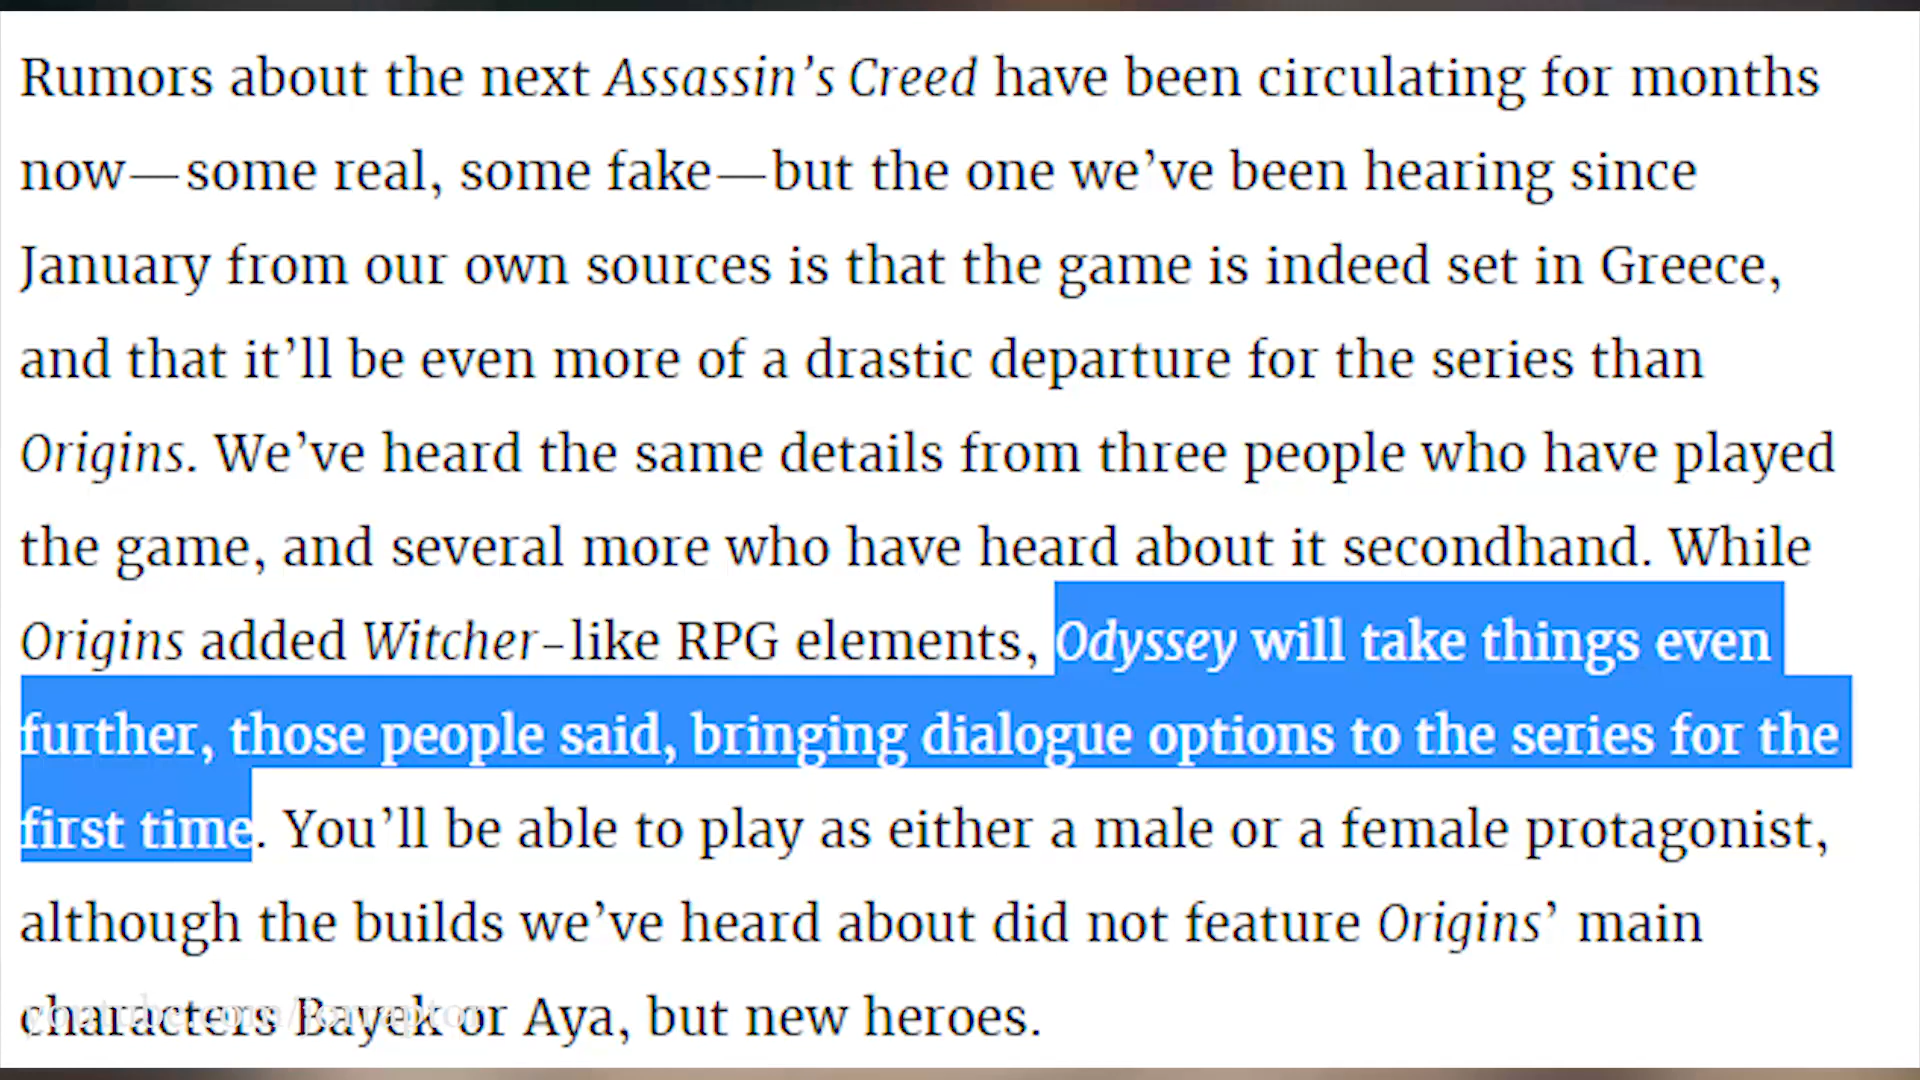 Rumors about the next Assassin’s Creed have been circulating for months
now—some real, some fake—but the one we’ve been hearing since
January from our own sources is that the game is indeed set in Greece,
and that it’ll be even more of a drastic departure for the series than
Origins. We’ve heard the same details from three people who have played
the game, and several more who have heard about it secondhand. While
Origins added Witcher-like RPG elements, Odyssey will take things even
further, those people said, bringing dialogue options to the series for the
first time. You’ll be able to play as either a male or a female protagonist,
although the builds we’ve heard about did not feature Origins’ main
characters Bayek or Aya, but new heroes.
youtube.com/jorraptor